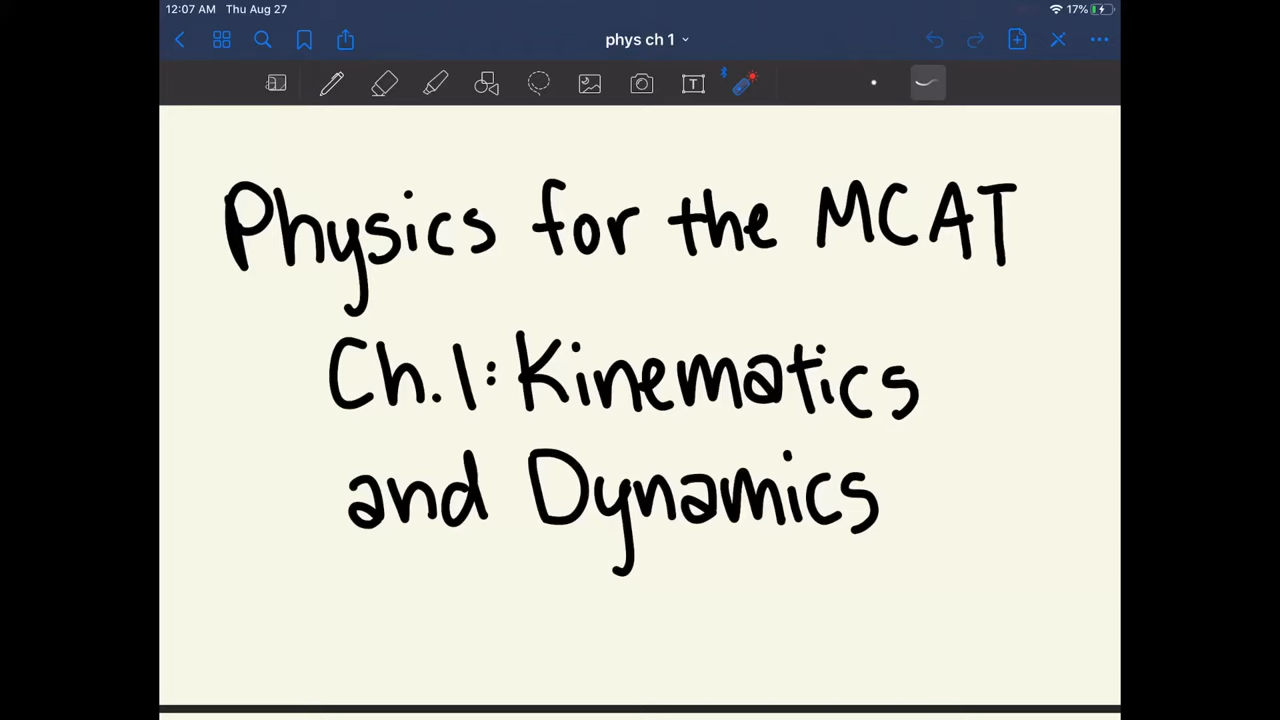 12:07 AM Thu Aug 27
17%
phys ch 1
T
Physics for the MCAT
Ch.1: Kinematics
and Dynamics